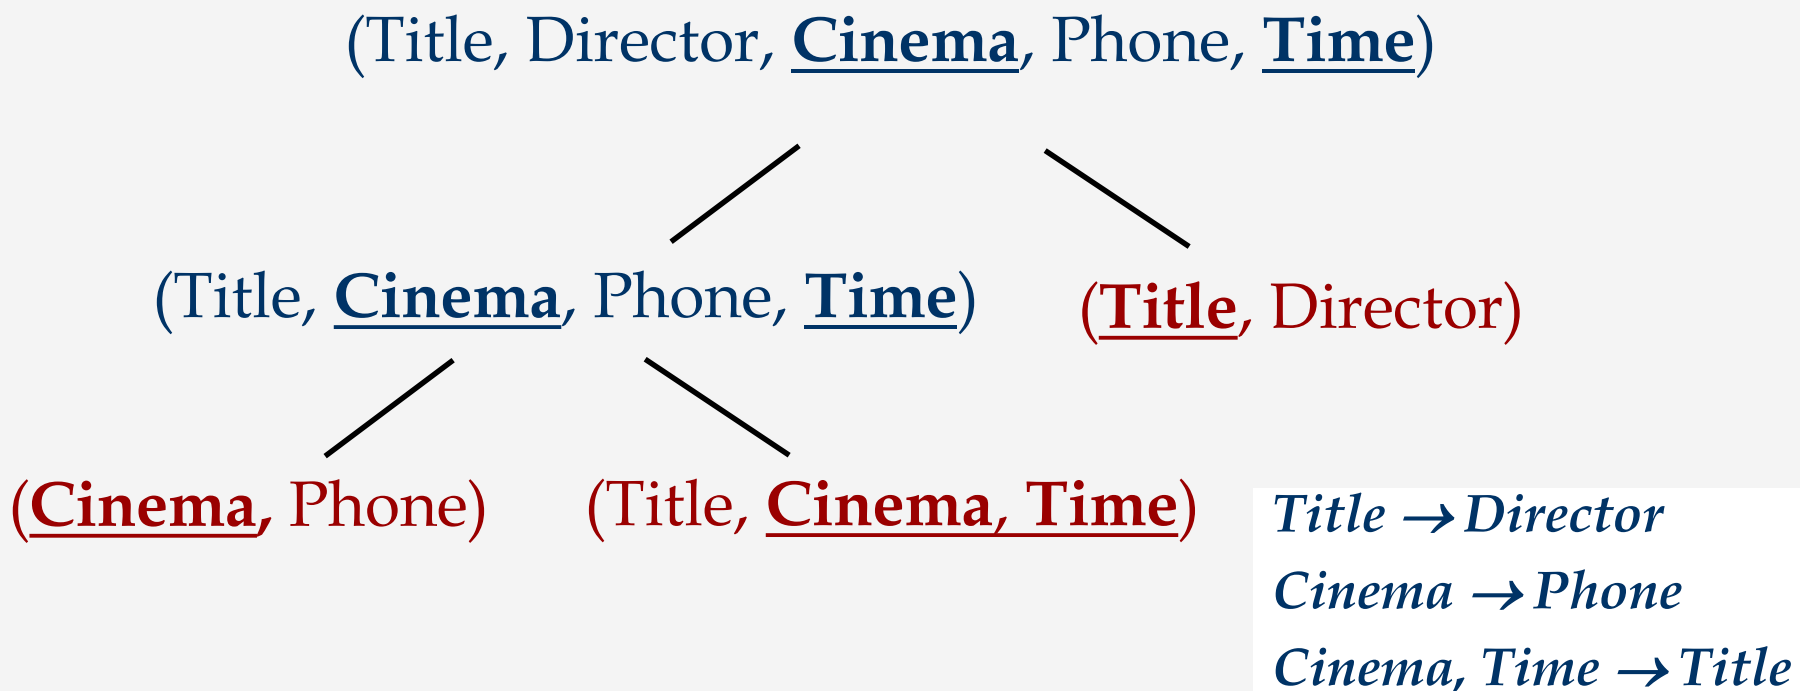 (Title, Director, Cinema, Phone, Time)
(Title, Cinema, Phone, Time)
(Title, Director)
(Cinema, Phone)
(Title, Cinema, Time)
Title → Director
Cinema → Phone
Cinema, Time → Title